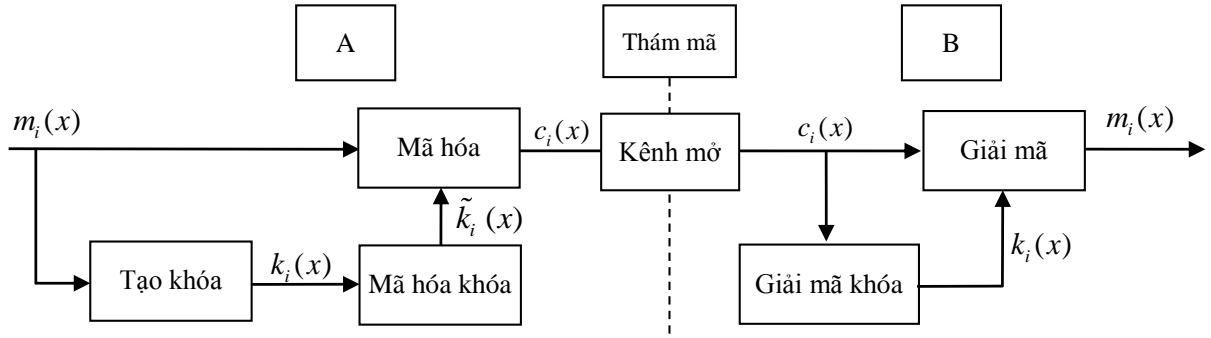 A
Thám mã
B
m_i(x)
Mã hóa
c_i(x)
Kênh mở
c_i(x)
Giải mã
m_i(x)
k̃_i (x)
k_i(x)
Tạo khóa
k_i(x)
Mã hóa khóa
Giải mã khóa